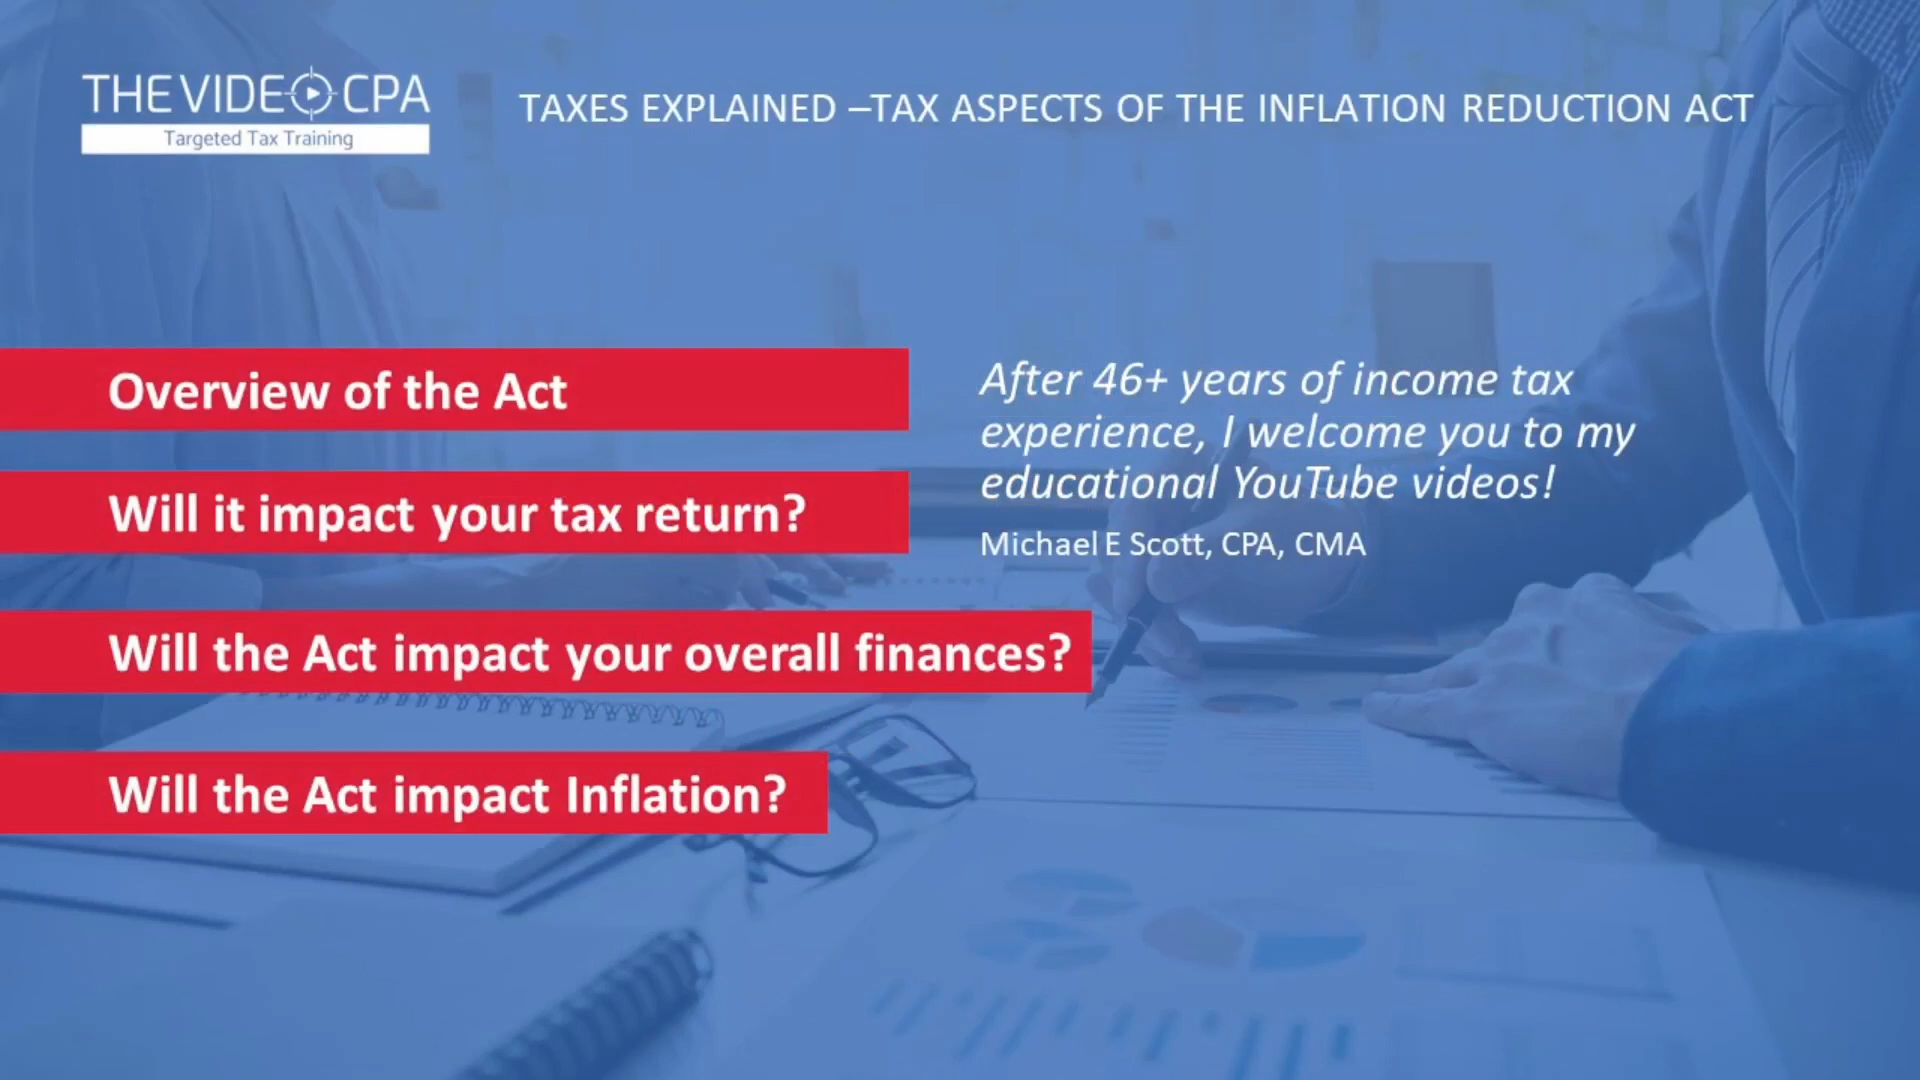 THE VIDEO CPA
Targeted Tax Training
TAXES EXPLAINED –TAX ASPECTS OF THE INFLATION REDUCTION ACT
Overview of the Act
Will it impact your tax return?
Will the Act impact your overall finances?
Will the Act impact Inflation?
After 46+ years of income tax
experience, I welcome you to my
educational YouTube videos!
Michael E Scott, CPA, CMA